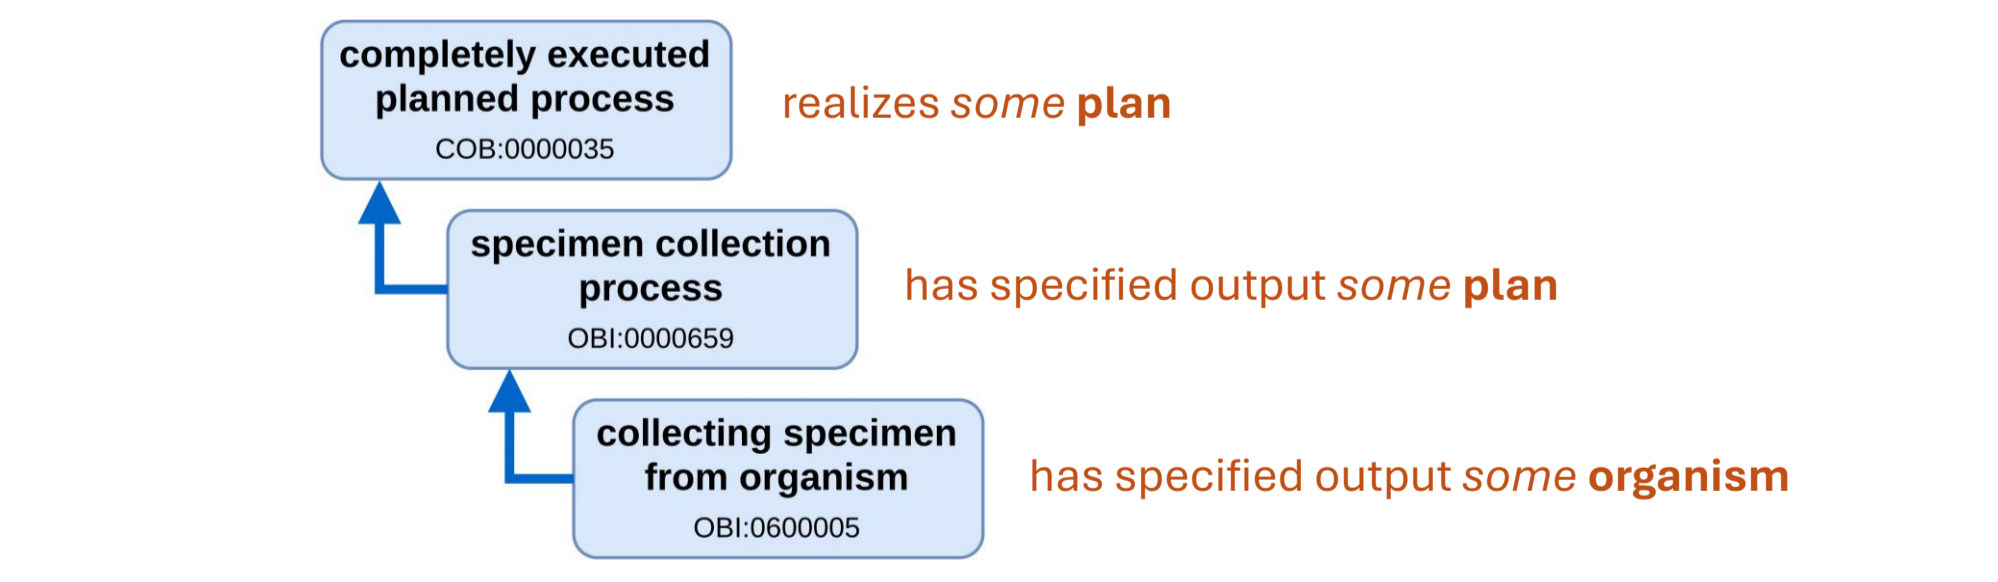 completely executed
planned process
COB:0000035
realizes some plan
specimen collection
process
OBI:0000659
has specified output some plan
collecting specimen
from organism
OBI:0600005
has specified output some organism